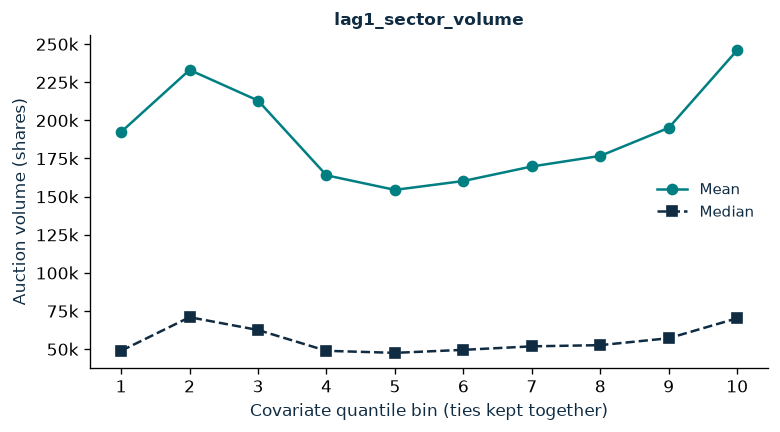 lag1_sector_volume
Auction volume (shares)
250k
225k
200k
175k
150k
125k
100k
75k
50k
Mean
Median
1 2 3 4 5 6 7 8 9 10
Covariate quantile bin (ties kept together)